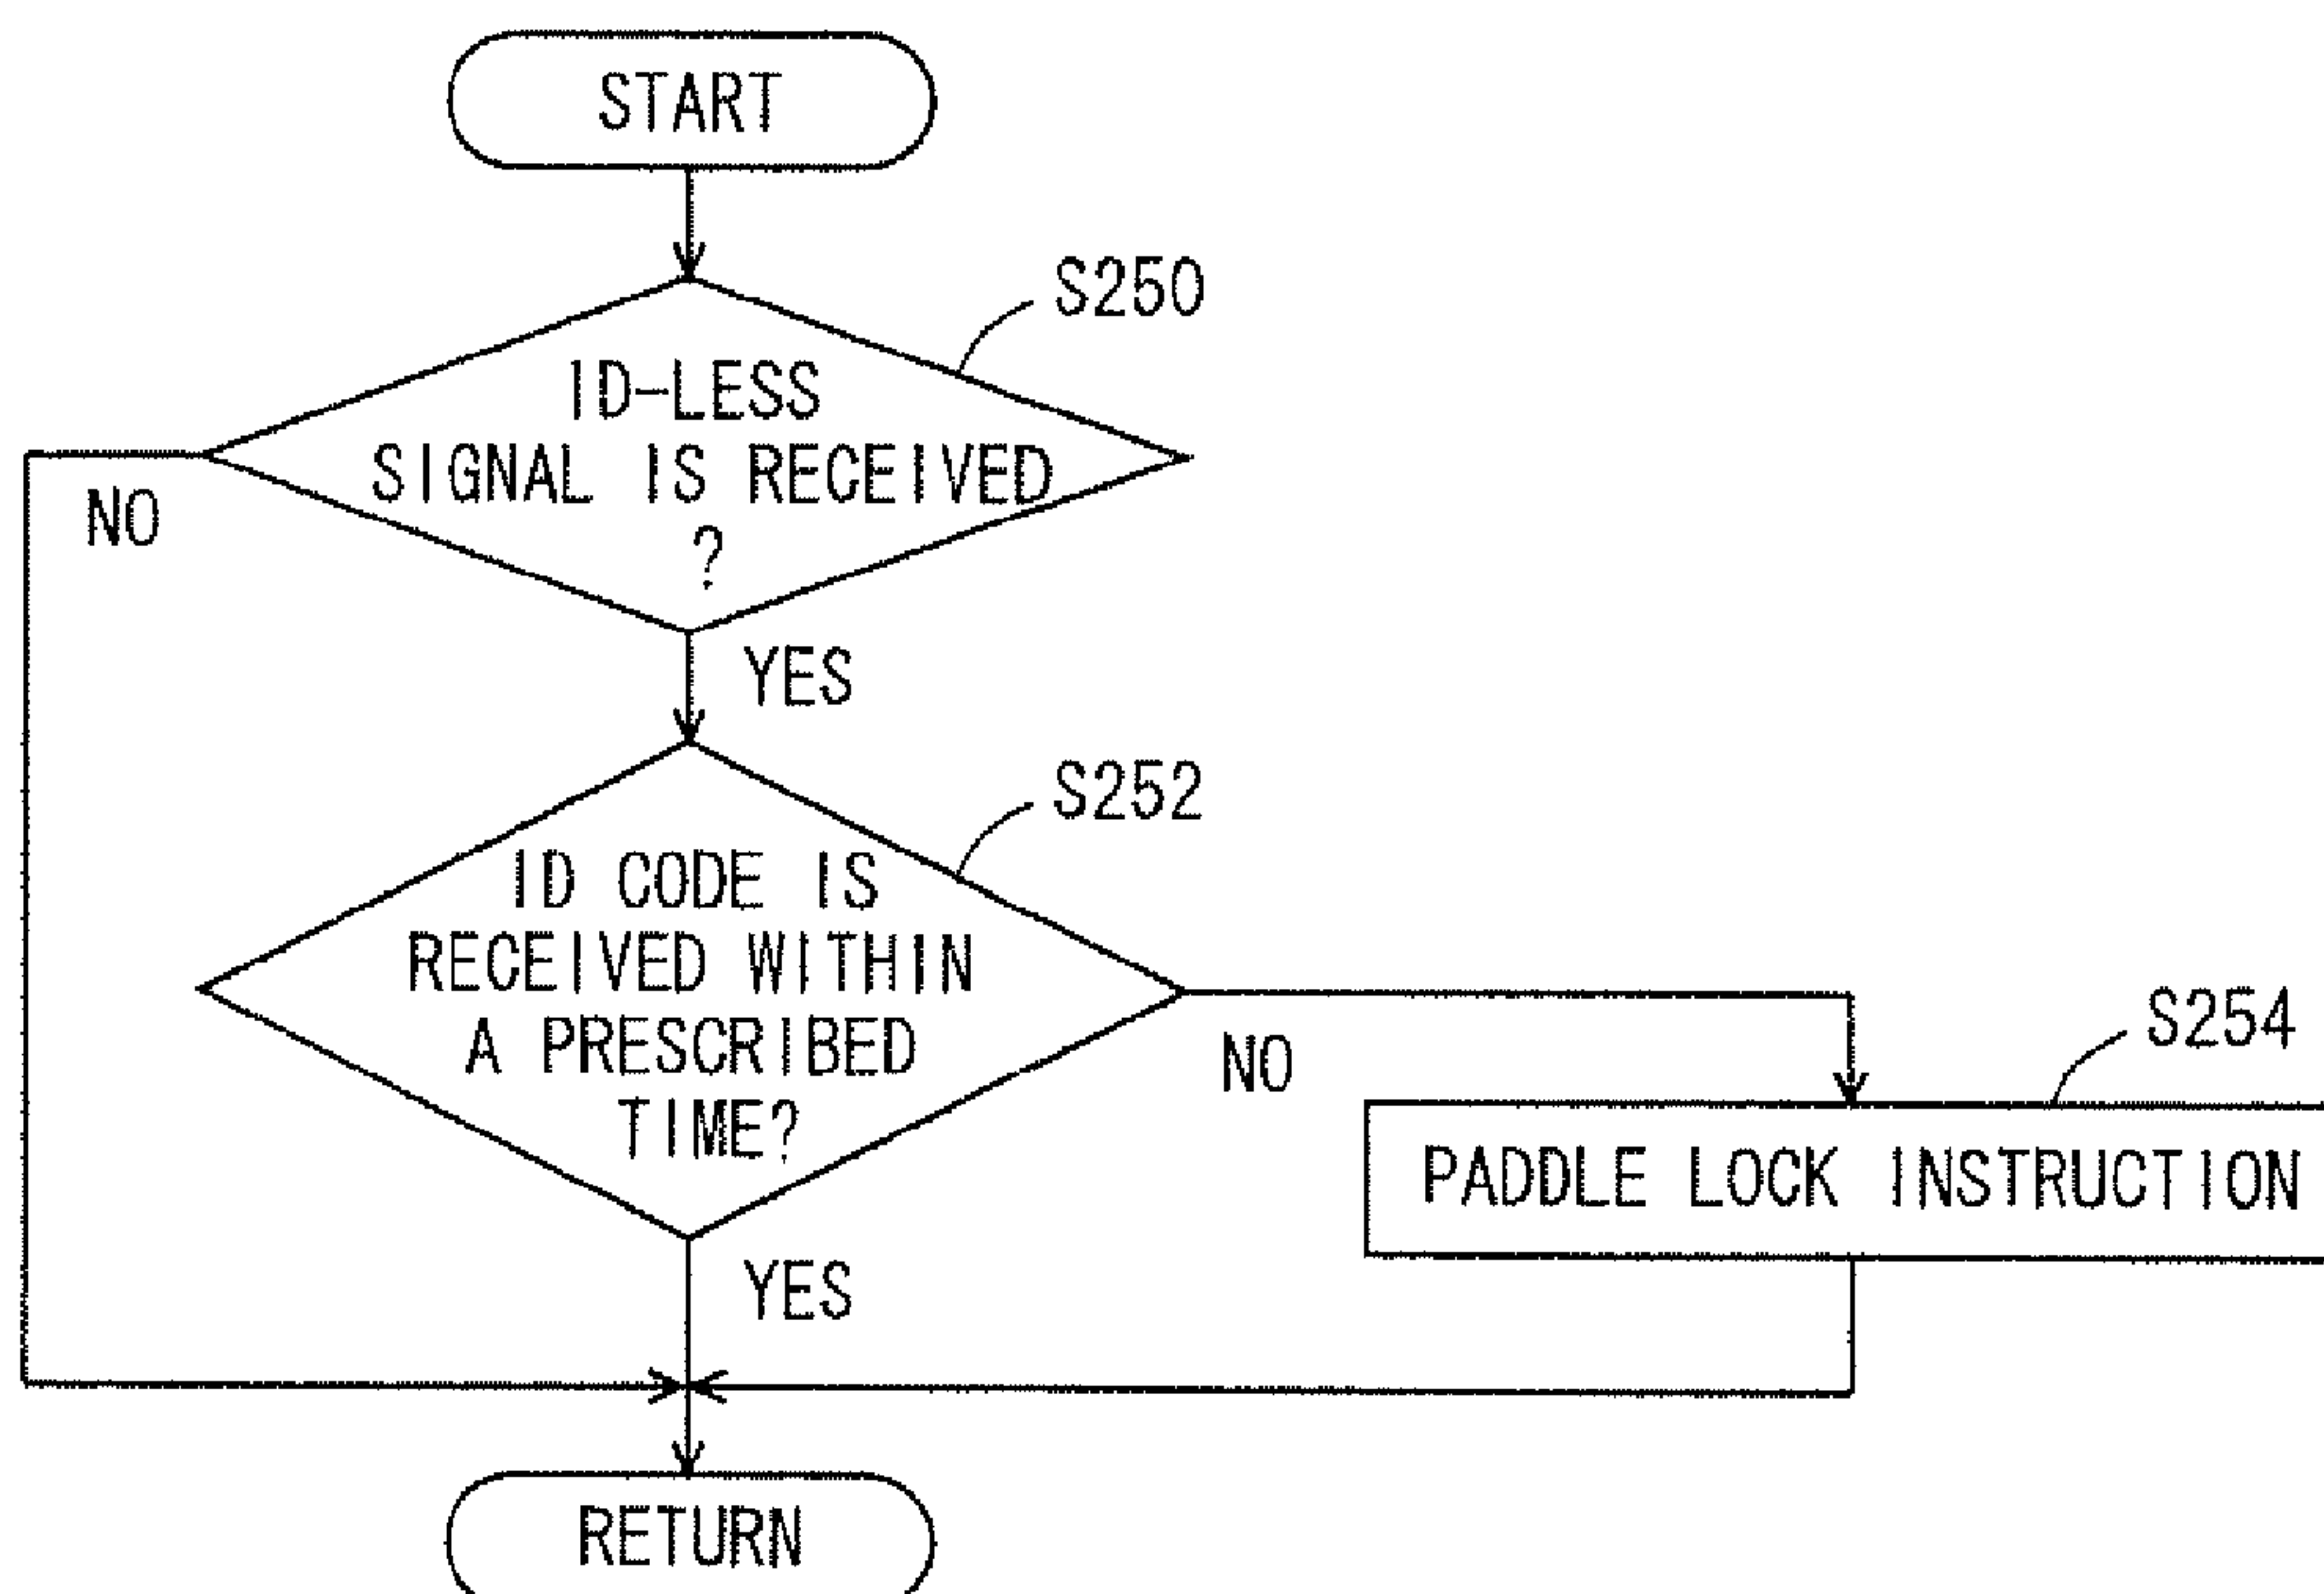 START
S250
ID-LESS
SIGNAL IS RECEIVED
?
NO
YES
S252
ID CODE IS
RECEIVED WITHIN
A PRESCRIBED
TIME?
NO
S254
PADDLE LOCK INSTRUCTION
YES
RETURN